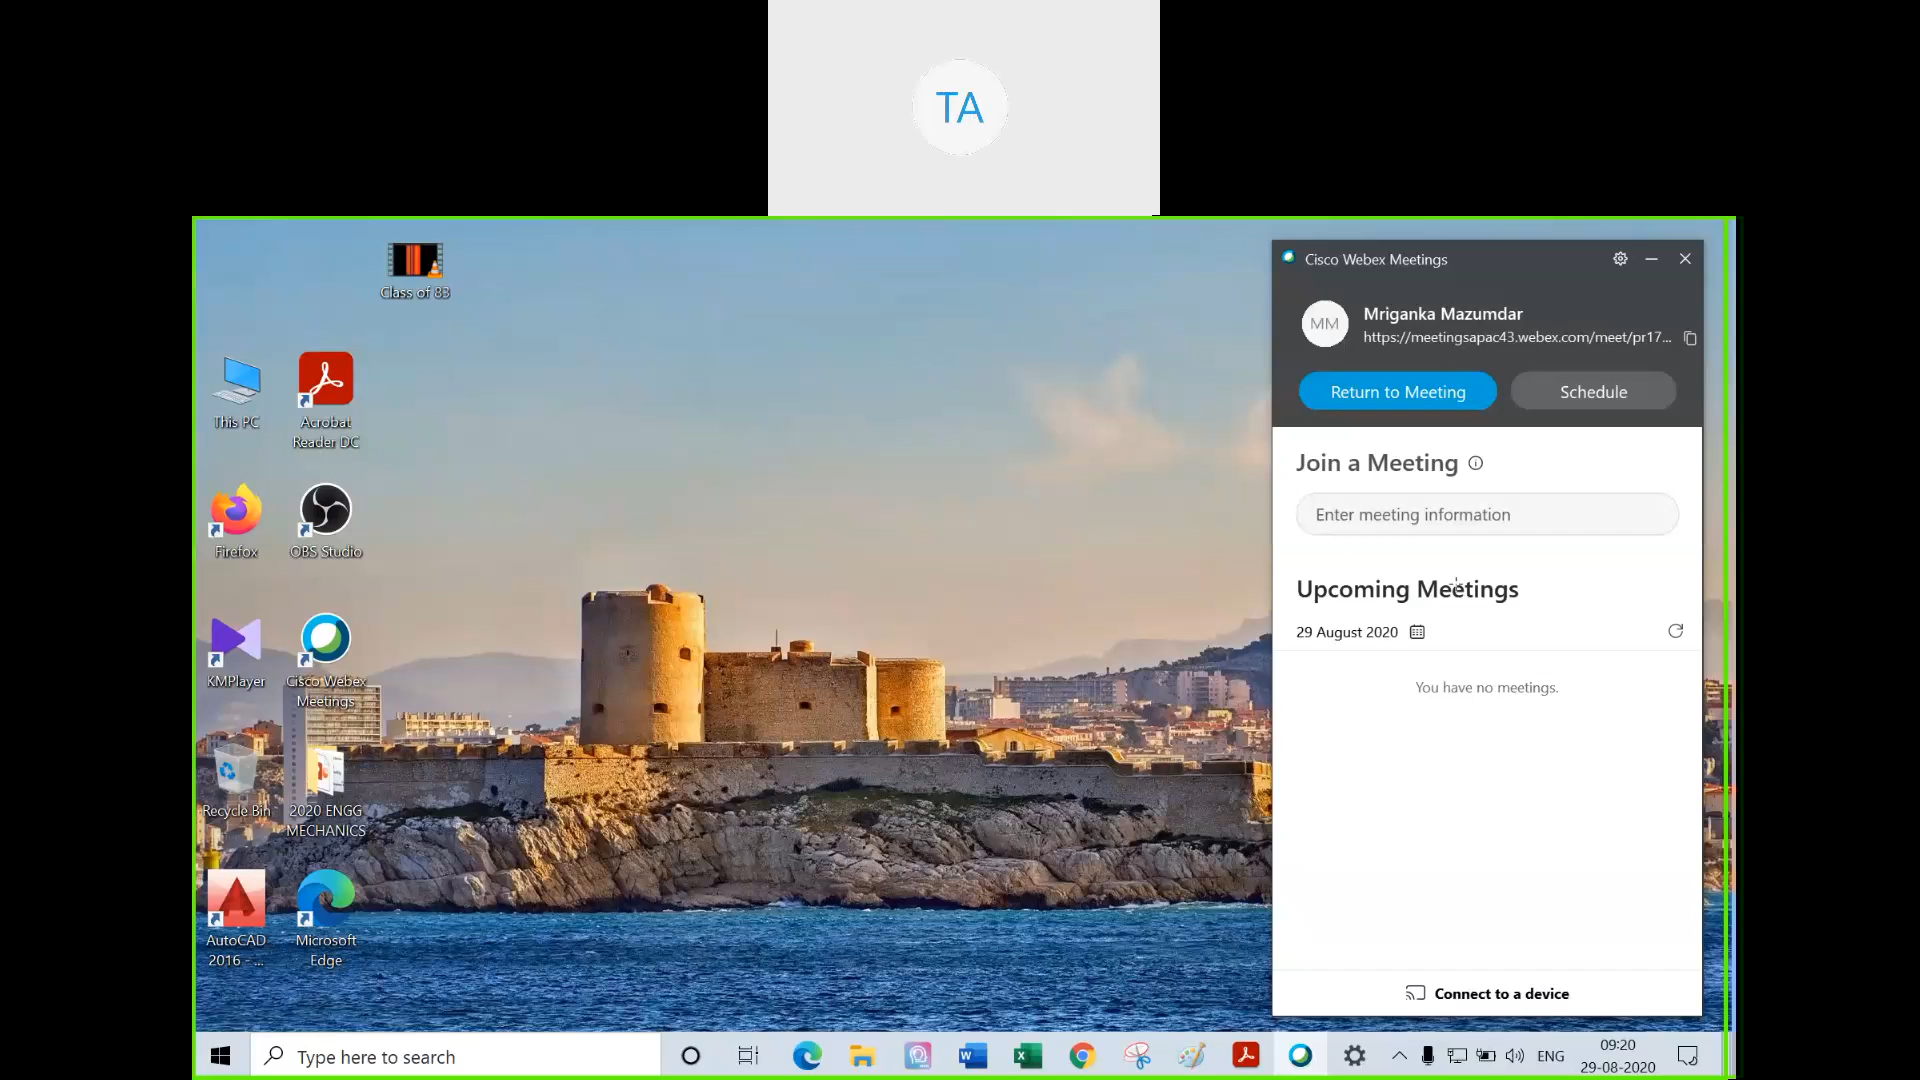 TA
Class of 83
This PC
Acrobat
Reader DC
Firefox
OBS Studio
KMPlayer
Cisco Webex
Meetings
Recycle Bin
2020 ENGG
MECHANICS
AutoCAD
2016 - ...
Microsoft
Edge
Cisco Webex Meetings
MM
Mriganka Mazumdar
https://meetingsapac43.webex.com/meet/pr17...
Return to Meeting
Schedule
Join a Meeting
Enter meeting information
Upcoming Meetings
29 August 2020
You have no meetings.
Connect to a device
Type here to search
ENG
09:20
29-08-2020